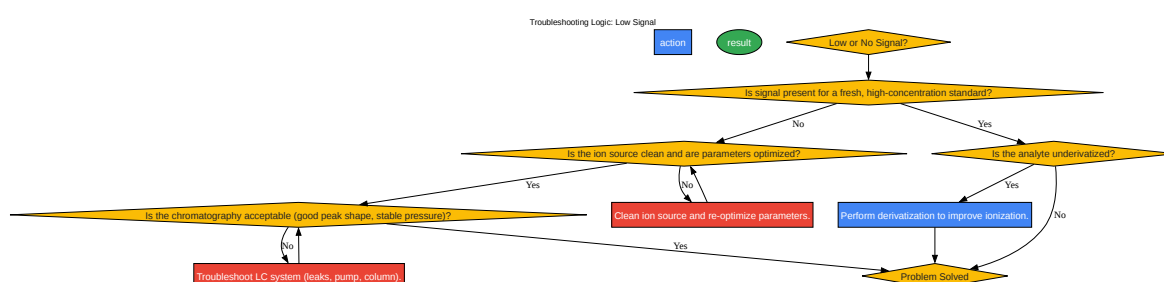 Troubleshooting Logic: Low Signal
action
result
Low or No Signal?
Is signal present for a fresh, high-concentration standard?
No
Yes
Is the ion source clean and are parameters optimized?
Is the analyte underivatized?
Yes
No
Yes
No
Is the chromatography acceptable (good peak shape, stable pressure)?
Clean ion source and re-optimize parameters.
Perform derivatization to improve ionization.
No
Yes
Troubleshoot LC system (leaks, pump, column).
Problem Solved